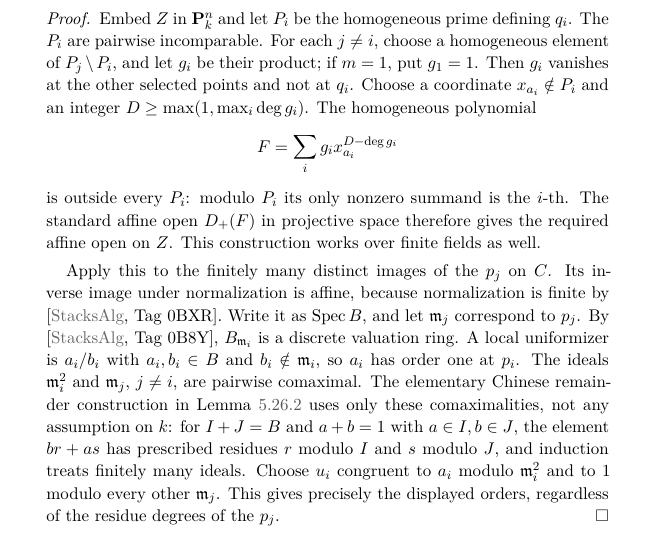 Proof. Embed Z in P^n_k and let P_i be the homogeneous prime defining q_i. The
P_i are pairwise incomparable. For each j ≠ i, choose a homogeneous element
of P_j \ P_i, and let g_i be their product; if m = 1, put g_1 = 1. Then g_i vanishes
at the other selected points and not at q_i. Choose a coordinate x_{a_i} ∉ P_i and
an integer D ≥ max(1, max_i deg g_i). The homogeneous polynomial
F = ∑_i g_i x_{a_i}^{D−deg g_i}
is outside every P_i: modulo P_i its only nonzero summand is the i-th. The
standard affine open D_+(F) in projective space therefore gives the required
affine open on Z. This construction works over finite fields as well.
Apply this to the finitely many distinct images of the p_j on C. Its in-
verse image under normalization is affine, because normalization is finite by
[StacksAlg, Tag 0BXR]. Write it as Spec B, and let 𝔪_j correspond to p_j. By
[StacksAlg, Tag 0B8Y], B_{𝔪_i} is a discrete valuation ring. A local uniformizer
is a_i/b_i with a_i, b_i ∈ B and b_i ∉ 𝔪_i, so a_i has order one at p_i. The ideals
𝔪_i^2 and 𝔪_j, j ≠ i, are pairwise comaximal. The elementary Chinese remain-
der construction in Lemma 5.26.2 uses only these comaximalities, not any
assumption on k: for I + J = B and a + b = 1 with a ∈ I, b ∈ J, the element
br + as has prescribed residues r modulo I and s modulo J, and induction
treats finitely many ideals. Choose u_i congruent to a_i modulo 𝔪_i^2 and to 1
modulo every other 𝔪_j. This gives precisely the displayed orders, regardless
of the residue degrees of the p_j. □